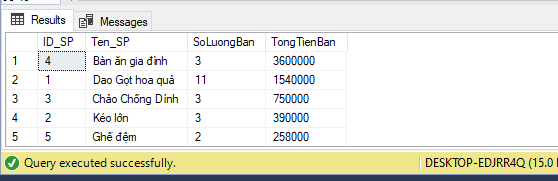 Results Messages
ID_SP Ten_SP SoLuongBan TongTienBan
1 4 Bàn ăn gia đình 3 3600000
2 1 Dao Gọt hoa quả 11 1540000
3 3 Chảo Chống Dính 3 750000
4 2 Kéo lớn 3 390000
5 5 Ghế đệm 2 258000
Query executed successfully. DESKTOP-EDJRR4Q (15.0